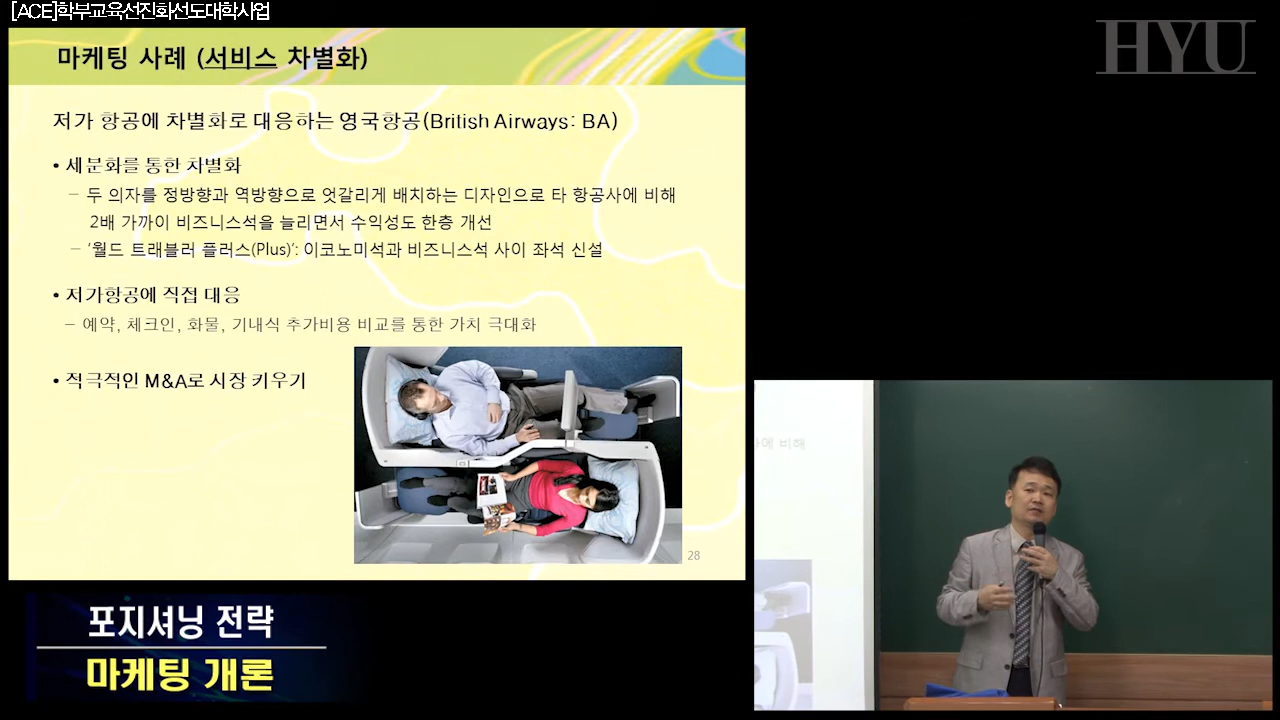 [ACE]학부교육선진화선도대학사업
HYU
마케팅 사례 (서비스 차별화)
저가 항공에 차별화로 대응하는 영국항공(British Airways: BA)
• 세분화를 통한 차별화
– 두 의자를 정방향과 역방향으로 엇갈리게 배치하는 디자인으로 타 항공사에 비해
2배 가까이 비즈니스석을 늘리면서 수익성도 한층 개선
– ‘월드 트래블러 플러스(Plus)’: 이코노미석과 비즈니스석 사이 좌석 신설
• 저가항공에 직접 대응
– 예약, 체크인, 화물, 기내식 추가비용 비교를 통한 가치 극대화
• 적극적인 M&A로 시장 키우기
28
에 비해
포지셔닝 전략
마케팅 개론